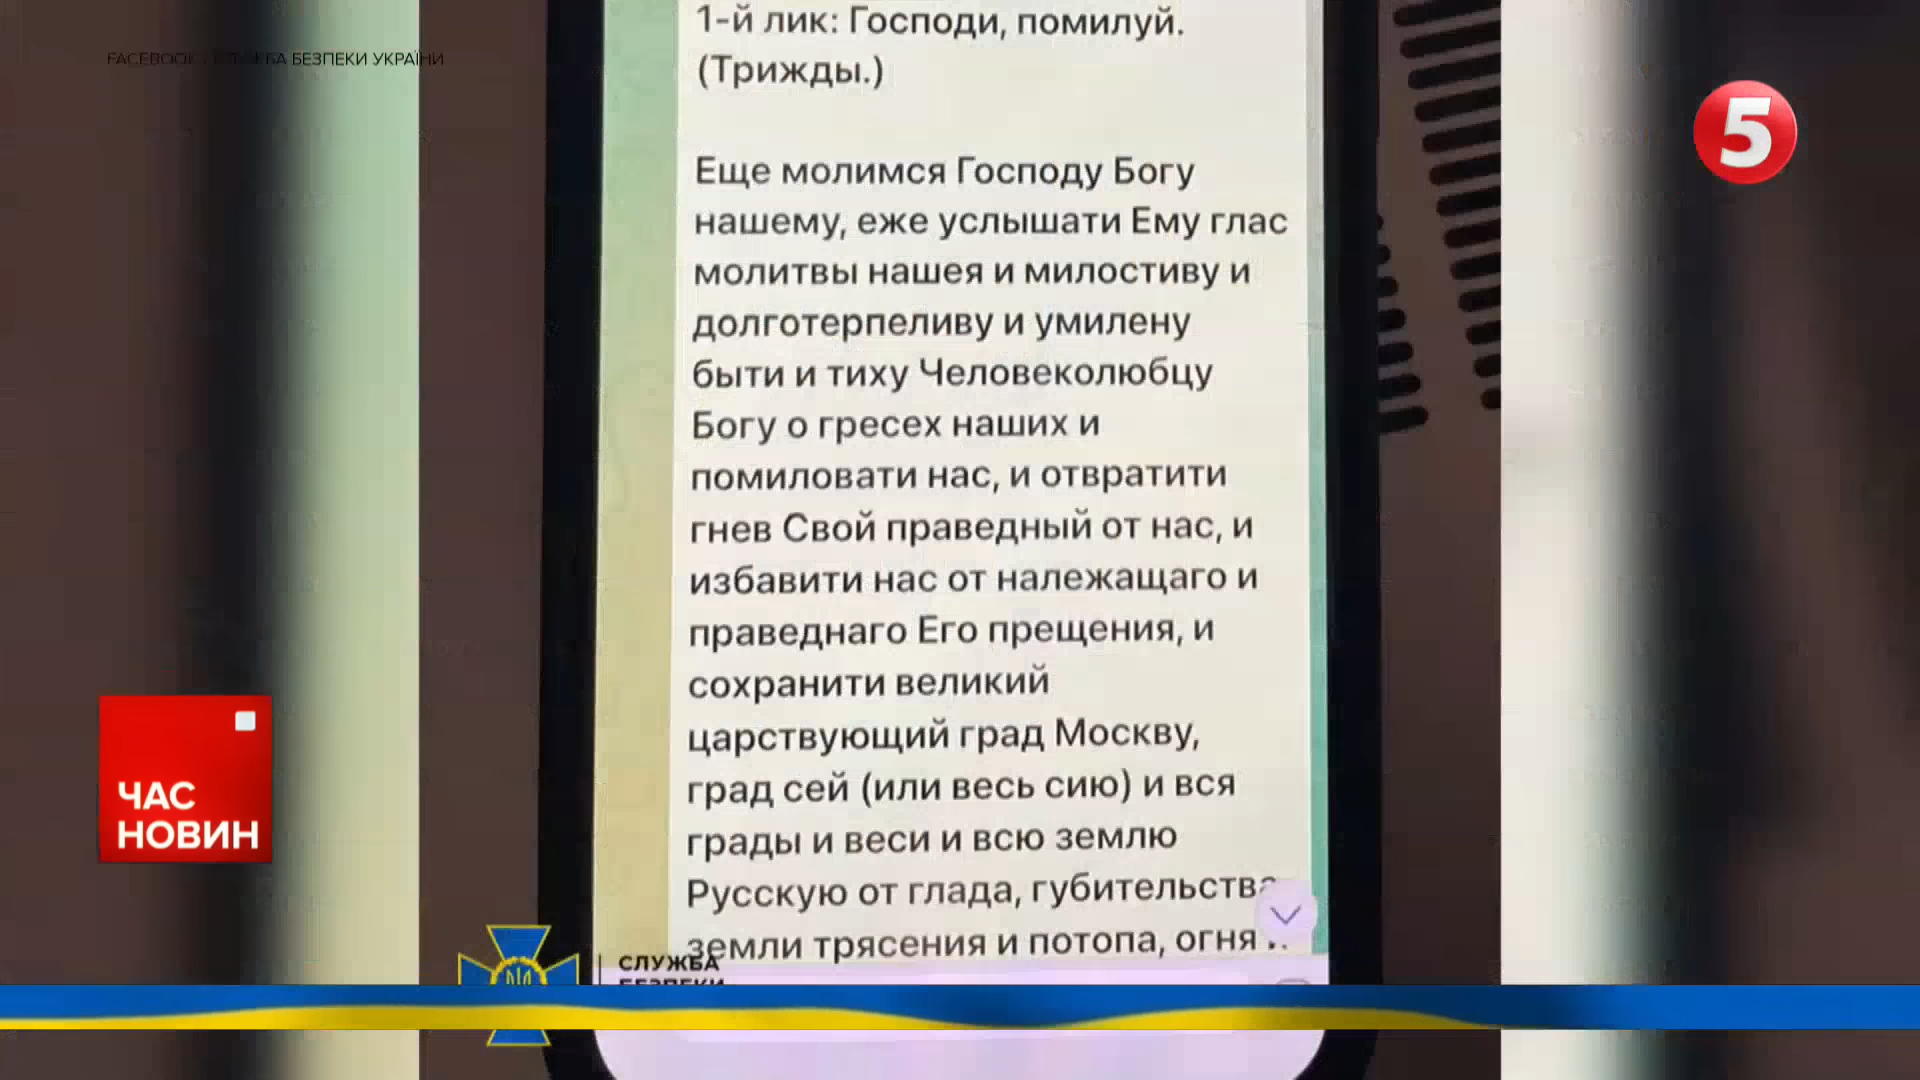 FACEBOOK / СЛУЖБА БЕЗПЕКИ УКРАЇНИ
5
1-й лик: Господи, помилуй.
(Трижды.)
Еще молимся Господу Богу
нашему, еже услышати Ему глас
молитвы нашея и милостиву и
долготерпеливу и умилену
быти и тиху Человеколюбцу
Богу о гресех наших и
помиловати нас, и отвратити
гнев Свой праведный от нас, и
избавити нас от належащаго и
праведнаго Его прещения, и
сохранити великий
царствующий град Москву,
град сей (или весь сию) и вся
грады и веси и всю землю
Русскую от глада, губительства
земли трясения и потопа, огня и
ЧАС
НОВИН
СЛУЖБА
БЕЗПЕКИ